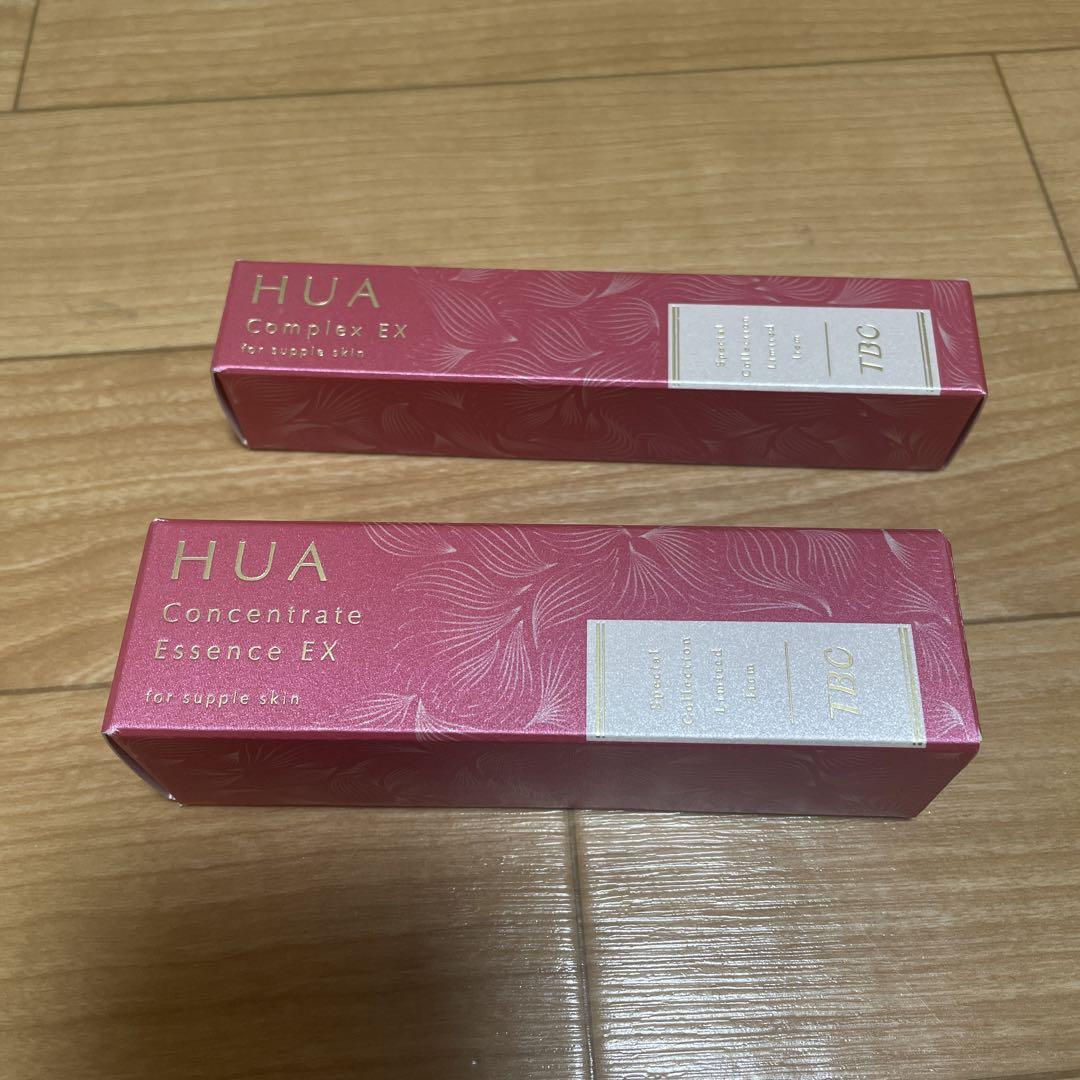 HUA
Complex EX
for supple skin
Special
Collection
Limited
Item
TBC
HUA
Concentrate
Essence EX
for supple skin
Special
Collection
Limited
Item
TBC